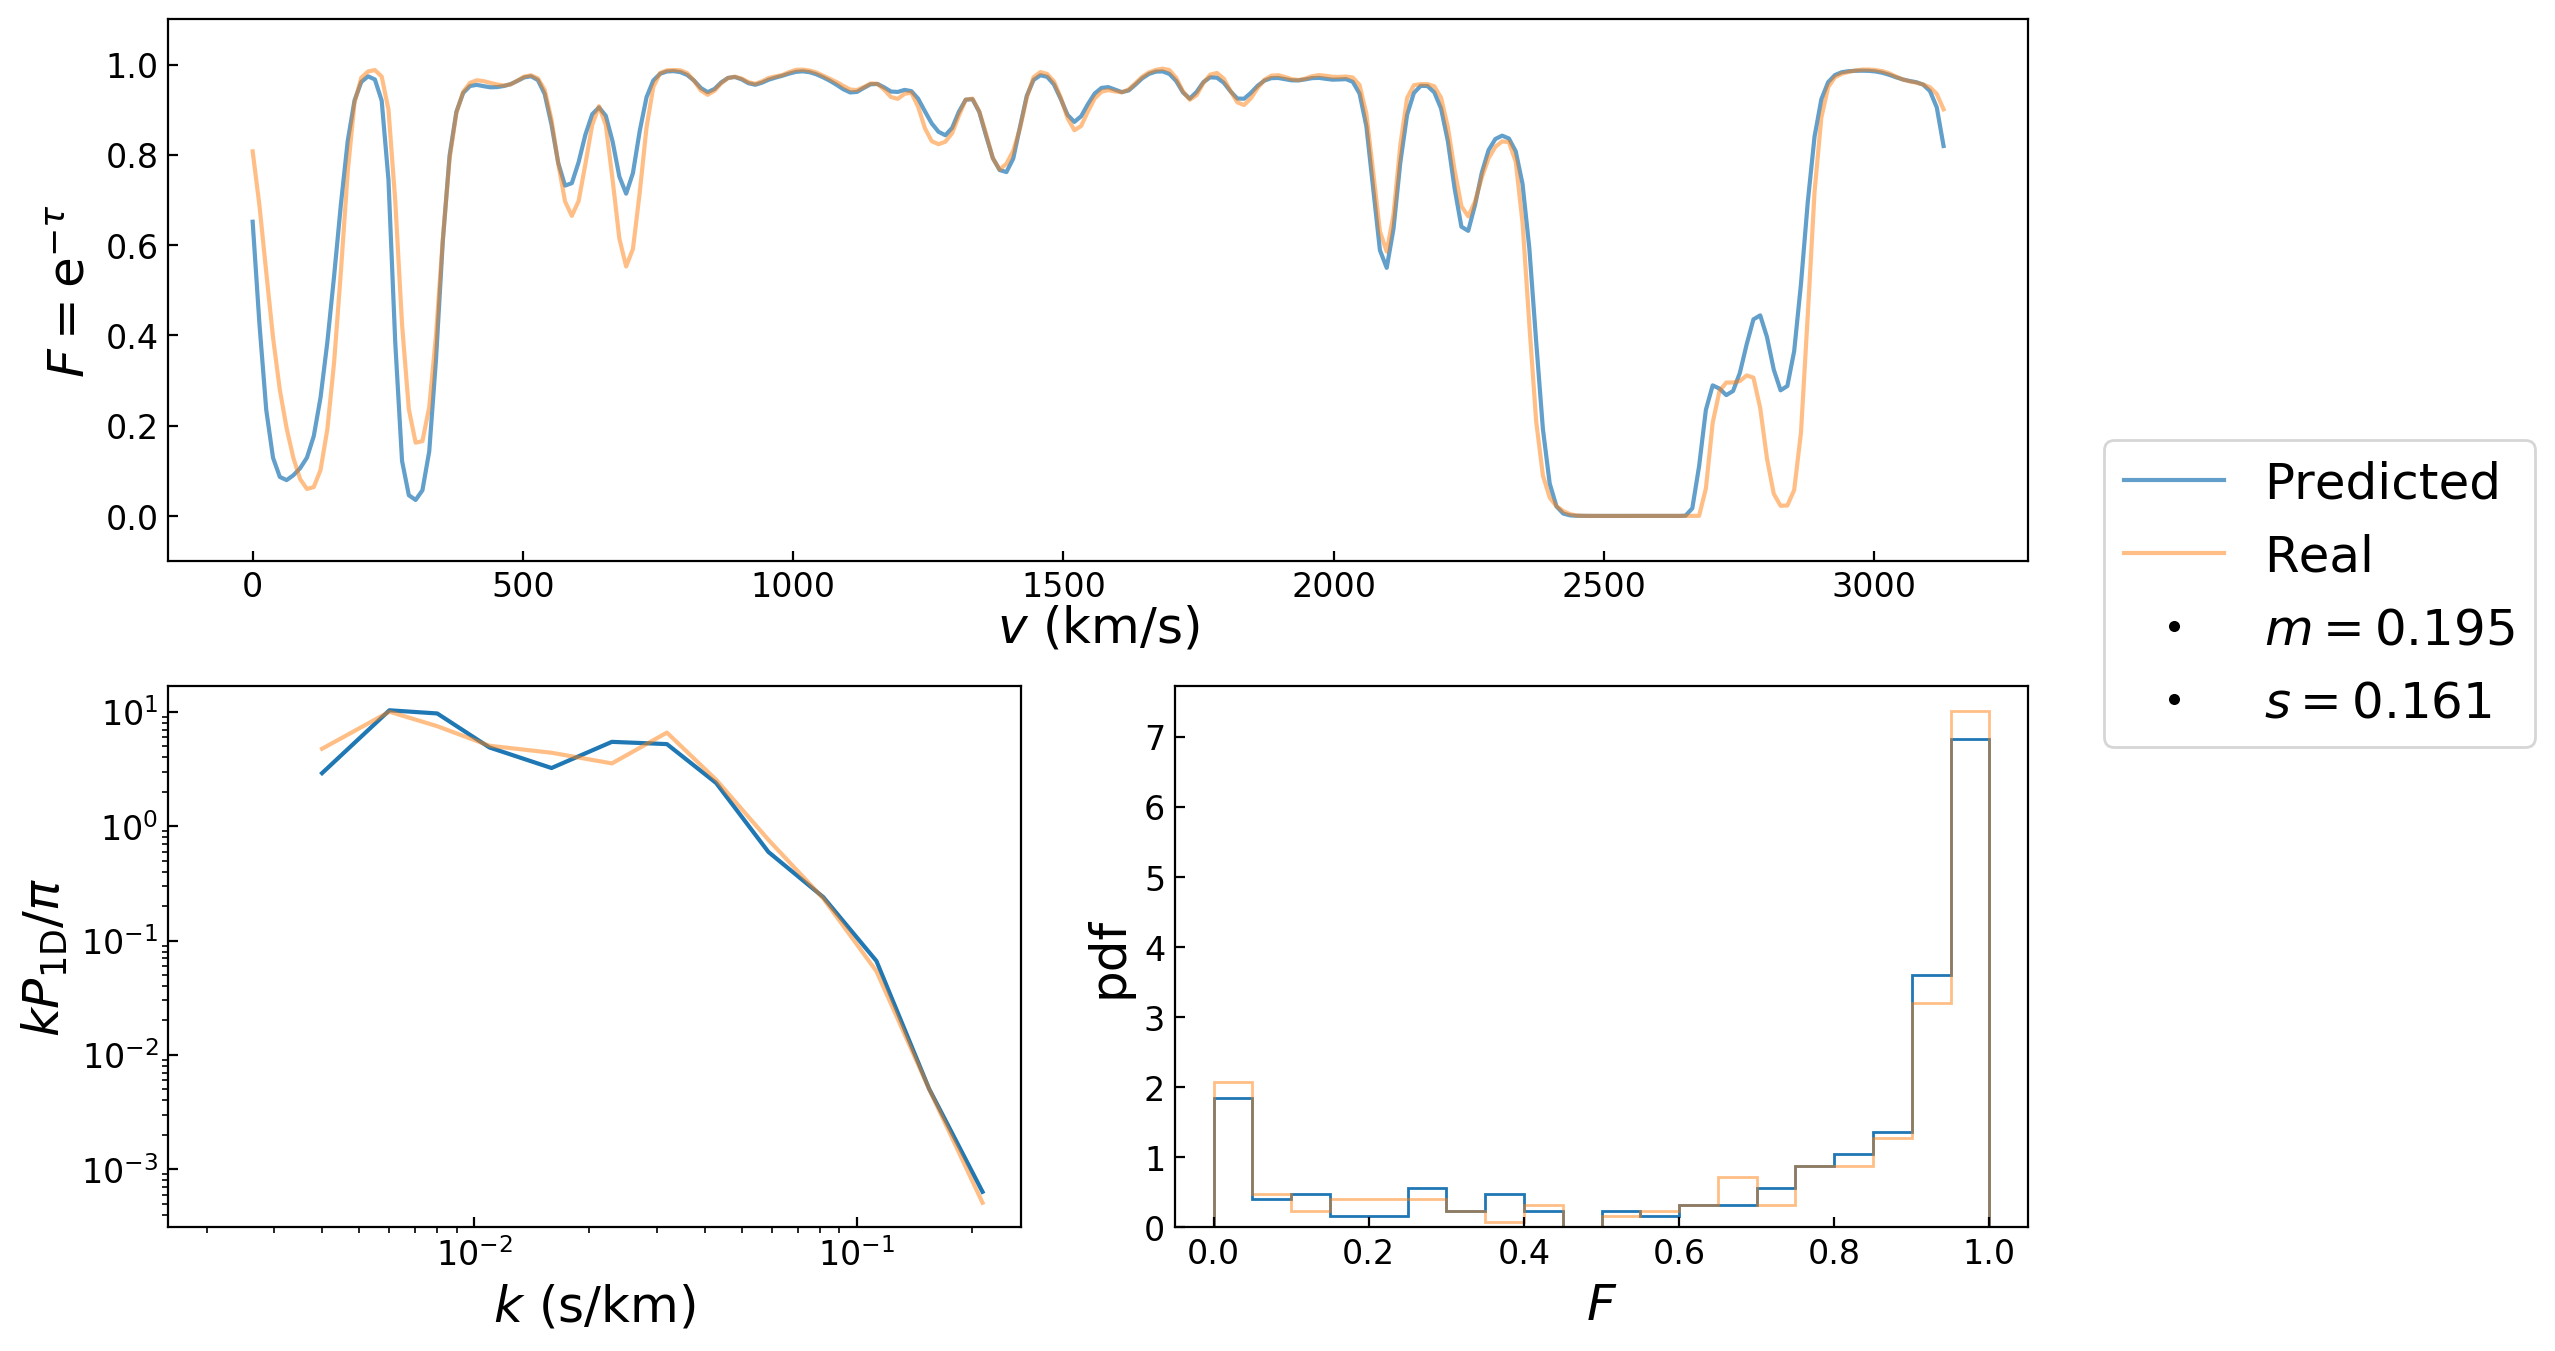 1.0
0.8
0.6
0.4
0.2
0.0
F = e^{−τ}
0 500 1000 1500 2000 2500 3000
v (km/s)
Predicted
Real
m = 0.195
s = 0.161
10^1
10^0
10^{−1}
10^{−2}
10^{−3}
kP_{1D}/π
10^{−2} 10^{−1}
k (s/km)
7
6
5
4
3
2
1
0
pdf
0.0 0.2 0.4 0.6 0.8 1.0
F